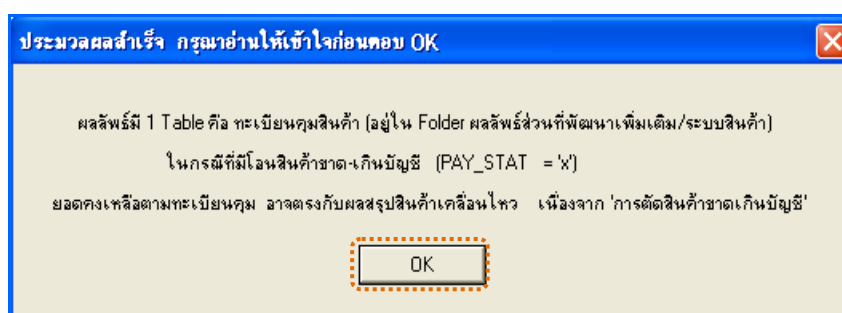 ประมวลผลสำเร็จ กรุณาอ่านให้เข้าใจก่อนตอบ OK
ผลลัพธ์มี 1 Table คือ ทะเบียนคุมสินค้า (อยู่ใน Folder ผลลัพธ์ส่วนที่พัฒนาเพิ่มเติม/ระบบสินค้า)
ในกรณีที่มีโอนสินค้าขาด-เกินบัญชี (PAY_STAT = 'x')
ยอดคงเหลือตามทะเบียนคุม อาจตรงกับผลสรุปสินค้าเคลื่อนไหว เนื่องจาก 'การตัดสินค้าขาดเกินบัญชี'
OK